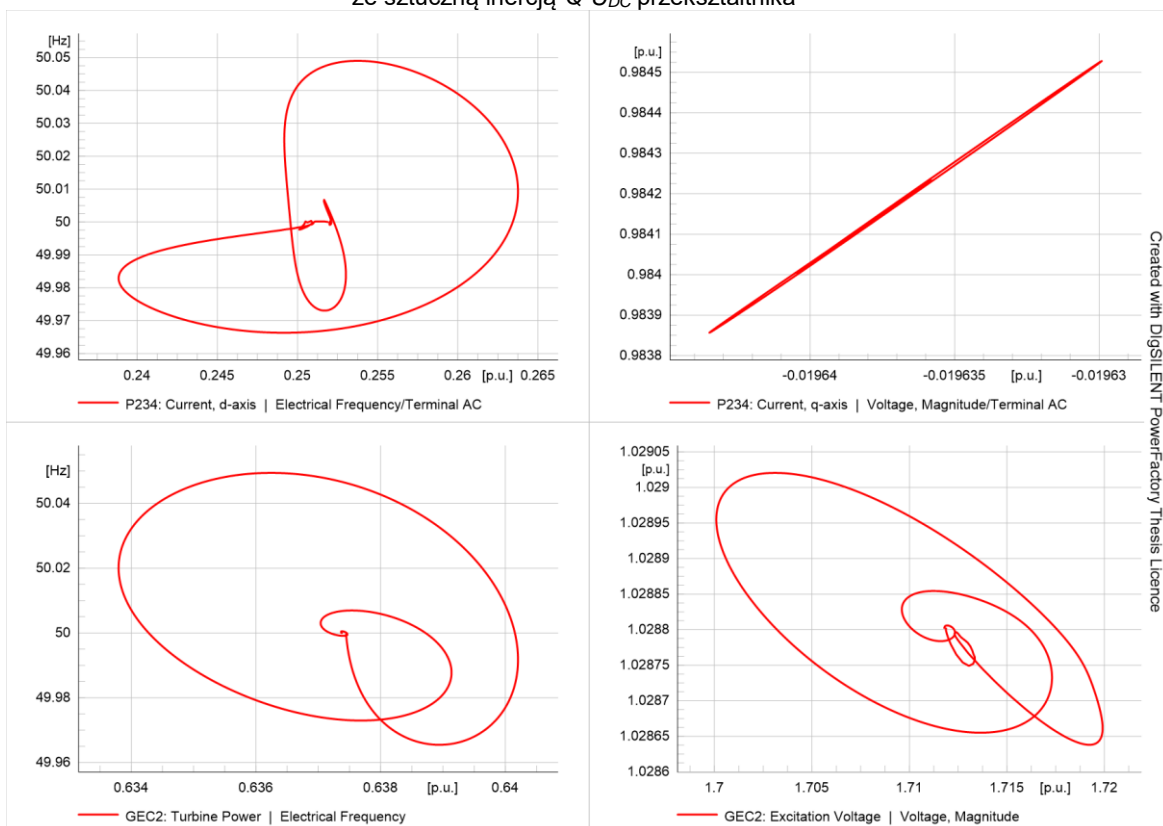 ze sztuczną inercją Q-U_DC przekształtnika
[Hz]
50.05
50.04
50.03
50.02
50.01
50
49.99
49.98
49.97
49.96
0.24 0.245 0.25 0.255 0.26 [p.u.] 0.265
P234: Current, d-axis | Electrical Frequency/Terminal AC
[p.u.]
0.9845
0.9844
0.9843
0.9842
0.9841
0.984
0.9839
0.9838
-0.01964 -0.019635 [p.u.] -0.01963
P234: Current, q-axis | Voltage, Magnitude/Terminal AC
[Hz]
50.04
50.02
50
49.98
49.96
0.634 0.636 0.638 [p.u.] 0.64
GEC2: Turbine Power | Electrical Frequency
1.02905
[p.u.]
1.029
1.02895
1.0289
1.02885
1.0288
1.02875
1.0287
1.02865
1.0286
1.7 1.705 1.71 1.715 [p.u.] 1.72
GEC2: Excitation Voltage | Voltage, Magnitude
Created with DIgSILENT PowerFactory Thesis Licence